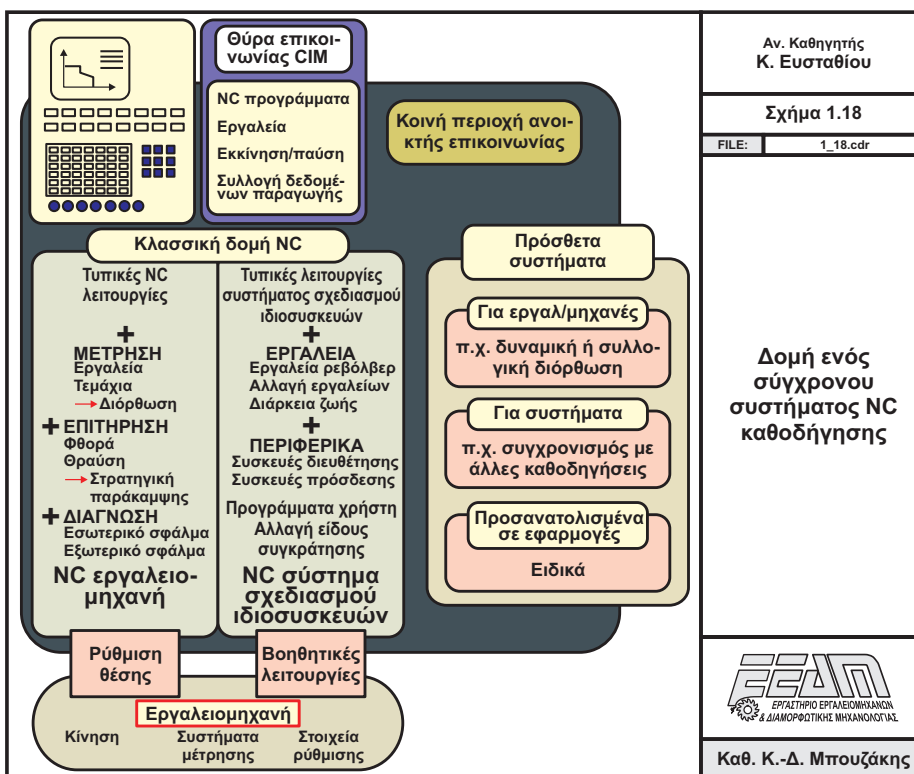 Θύρα επικοι-
νωνίας CIM
NC προγράμματα
Εργαλεία
Εκκίνηση/παύση
Συλλογή δεδομέ-
νων παραγωγής
Κοινή περιοχή ανοι-
κτής επικοινωνίας
Κλασσική δομή NC
Τυπικές NC
λειτουργίες
+
ΜΕΤΡΗΣΗ
Εργαλεία
Τεμάχια
→ Διόρθωση
+ ΕΠΙΤΗΡΗΣΗ
Φθορά
Θραύση
→ Στρατηγική
παράκαμψης
+ ΔΙΑΓΝΩΣΗ
Εσωτερικό σφάλμα
Εξωτερικό σφάλμα
NC εργαλειο-
μηχανή
Τυπικές λειτουργίες
συστήματος σχεδιασμού
ιδιοσυσκευών
+
ΕΡΓΑΛΕΙΑ
Εργαλεία ρεβόλβερ
Αλλαγή εργαλείων
Διάρκεια ζωής
+
ΠΕΡΙΦΕΡΙΚΑ
Συσκευές διευθέτησης
Συσκευές πρόσδεσης
Προγράμματα χρήστη
Αλλαγή είδους
συγκράτησης
NC σύστημα
σχεδιασμού
ιδιοσυσκευών
Πρόσθετα
συστήματα
Για εργαλ/μηχανές
π.χ. δυναμική ή συλλο-
γική διόρθωση
Για συστήματα
π.χ. συγχρονισμός με
άλλες καθοδηγήσεις
Προσανατολισμένα
σε εφαρμογές
Ειδικά
Ρύθμιση
θέσης
Βοηθητικές
λειτουργίες
Εργαλειομηχανή
Κίνηση
Συστήματα
μέτρησης
Στοιχεία
ρύθμισης
Αν. Καθηγητής
Κ. Ευσταθίου
Σχήμα 1.18
FILE: 1_18.cdr
Δομή ενός
σύγχρονου
συστήματος NC
καθοδήγησης
ΕΕΔΜ
ΕΡΓΑΣΤΗΡΙΟ ΕΡΓΑΛΕΙΟΜΗΧΑΝΩΝ
& ΔΙΑΜΟΡΦΩΤΙΚΗΣ ΜΗΧΑΝΟΛΟΓΙΑΣ
Καθ. Κ.-Δ. Μπουζάκης